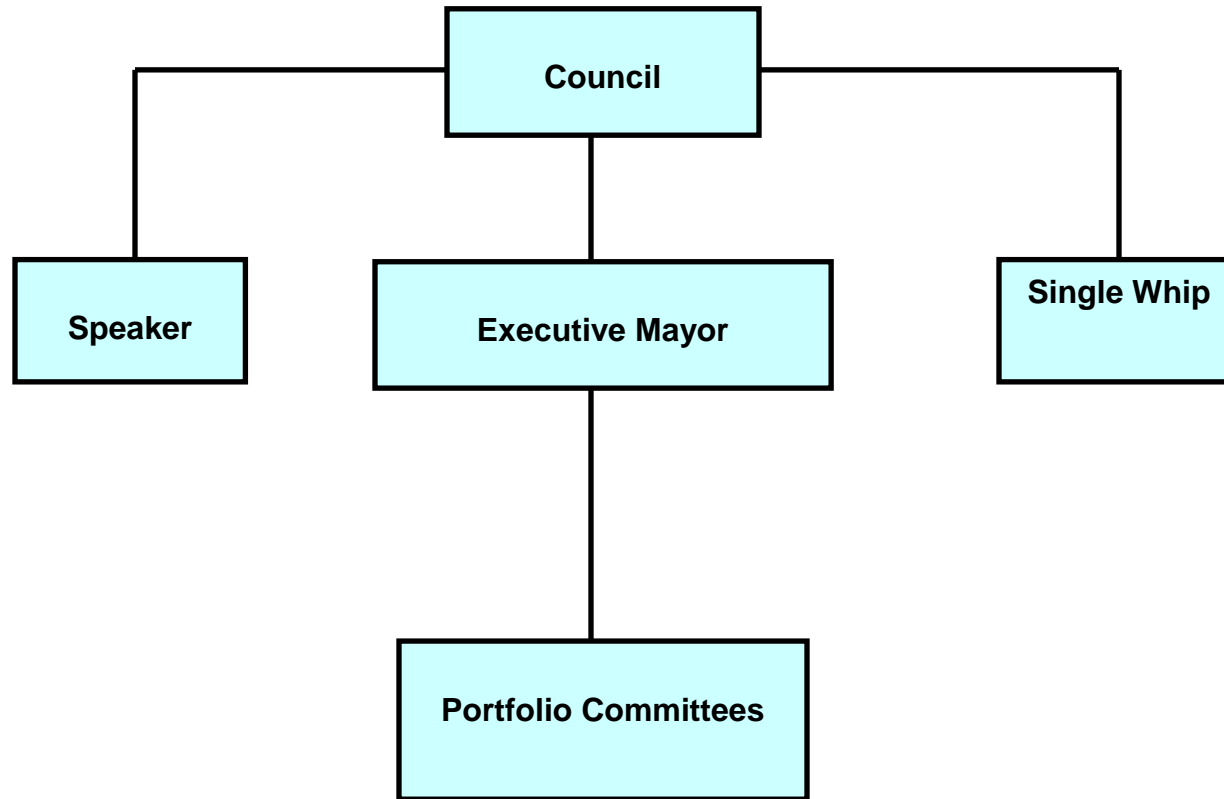 Council
Speaker
Executive Mayor
Single Whip
Portfolio Committees